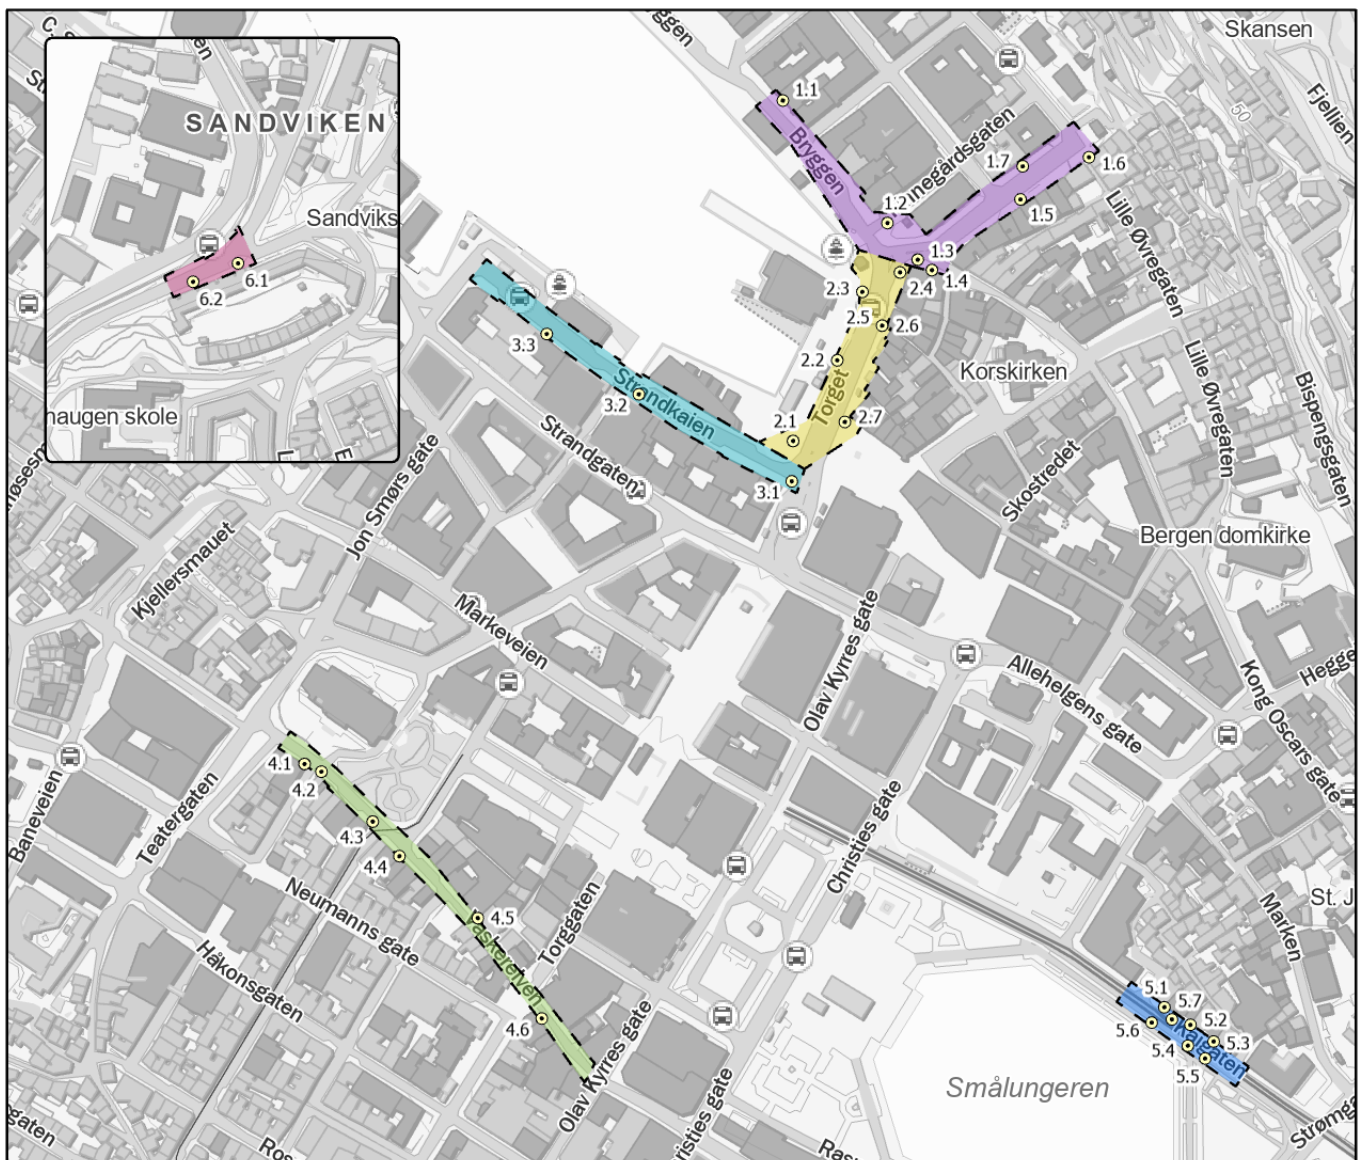 Skansen
Fjellien
50
1.1
SANDVIKEN
Bryggen
1.7
1.6
1.2
1.5
Sandviks
Lille Øvregaten
1.3
1.4
6.1
6.2
2.3
2.4
2.5
2.6
3.3
2.2
Korskirken
Lille Øvregaten
Bispengsgaten
3.2
Strandkaien
Torget
2.7
2.1
haugen skole
Strandgaten
Jon Smørs gate
3.1
Skostredet
Bergen domkirke
Kjellersmauet
Markeveien
Olav Kyrres gate
Allehelgens gate
Kong Oscars gate
Hegge
4.1
4.2
Baneveien
Teatergaten
4.3
4.4
Christies gate
Neumanns gate
4.5
Torggaten
Marken
St. J
Håkonsgaten
4.6
Olav Kyrres gate
5.1
5.7
5.2
5.6
5.3
5.4
5.5
Kaigaten
Smålungeren
Strømga